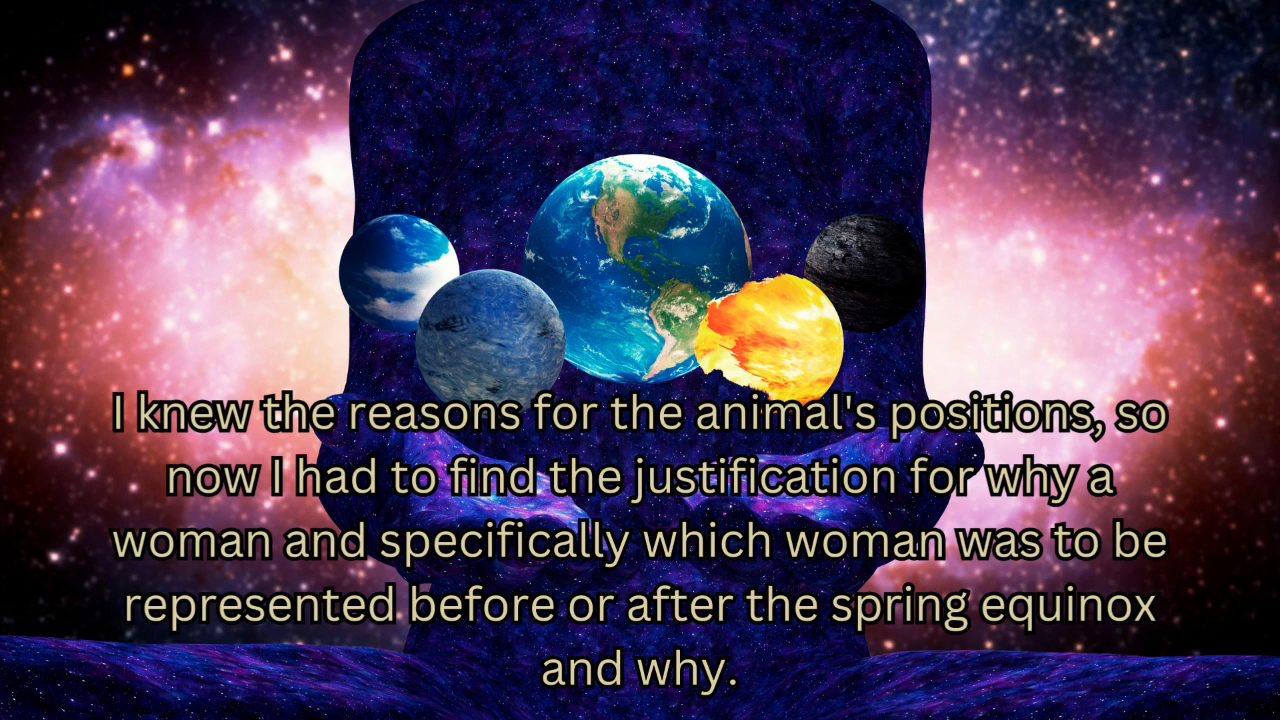 I knew the reasons for the animal's positions, so
now I had to find the justification for why a
woman and specifically which woman was to be
represented before or after the spring equinox
and why.